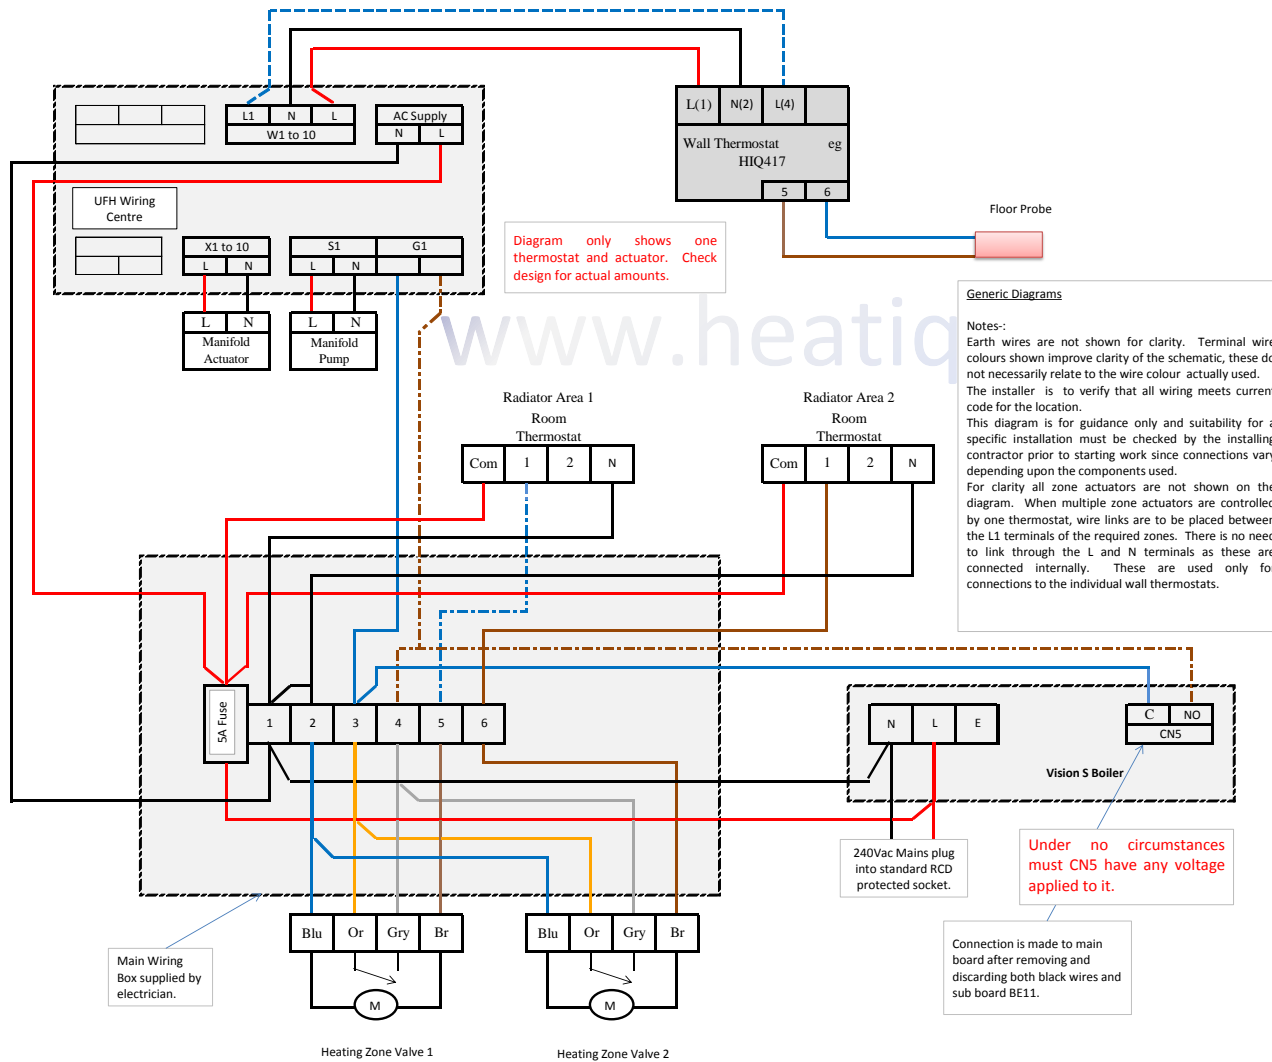 L1 N L
W1 to 10
AC Supply
N L
L(1) N(2) L(4)
Wall Thermostat eg
HIQ417
5 6
UFH Wiring
Centre
Floor Probe
X1 to 10
L N
S1 G1
L N
Diagram only shows one
thermostat and actuator. Check
design for actual amounts.
L N
Manifold
Actuator
L N
Manifold
Pump
www.heatiq
Generic Diagrams
Notes-:
Earth wires are not shown for clarity. Terminal wire
colours shown improve clarity of the schematic, these do
not necessarily relate to the wire colour actually used.
The installer is to verify that all wiring meets current
code for the location.
This diagram is for guidance only and suitability for a
specific installation must be checked by the installing
contractor prior to starting work since connections vary
depending upon the components used.
For clarity all zone actuators are not shown on the
diagram. When multiple zone actuators are controlled
by one thermostat, wire links are to be placed between
the L1 terminals of the required zones. There is no need
to link through the L and N terminals as these are
connected internally. These are used only for
connections to the individual wall thermostats.
Radiator Area 1
Room
Thermostat
Com 1 2 N
Radiator Area 2
Room
Thermostat
Com 1 2 N
5A Fuse
1 2 3 4 5 6
N L E
C NO
CN5
Vision S Boiler
240Vac Mains plug
into standard RCD
protected socket.
Under no circumstances
must CN5 have any voltage
applied to it.
Connection is made to main
board after removing and
discarding both black wires and
sub board BE11.
Main Wiring
Box supplied by
electrician.
Blu Or Gry Br
M
Heating Zone Valve 1
Blu Or Gry Br
M
Heating Zone Valve 2